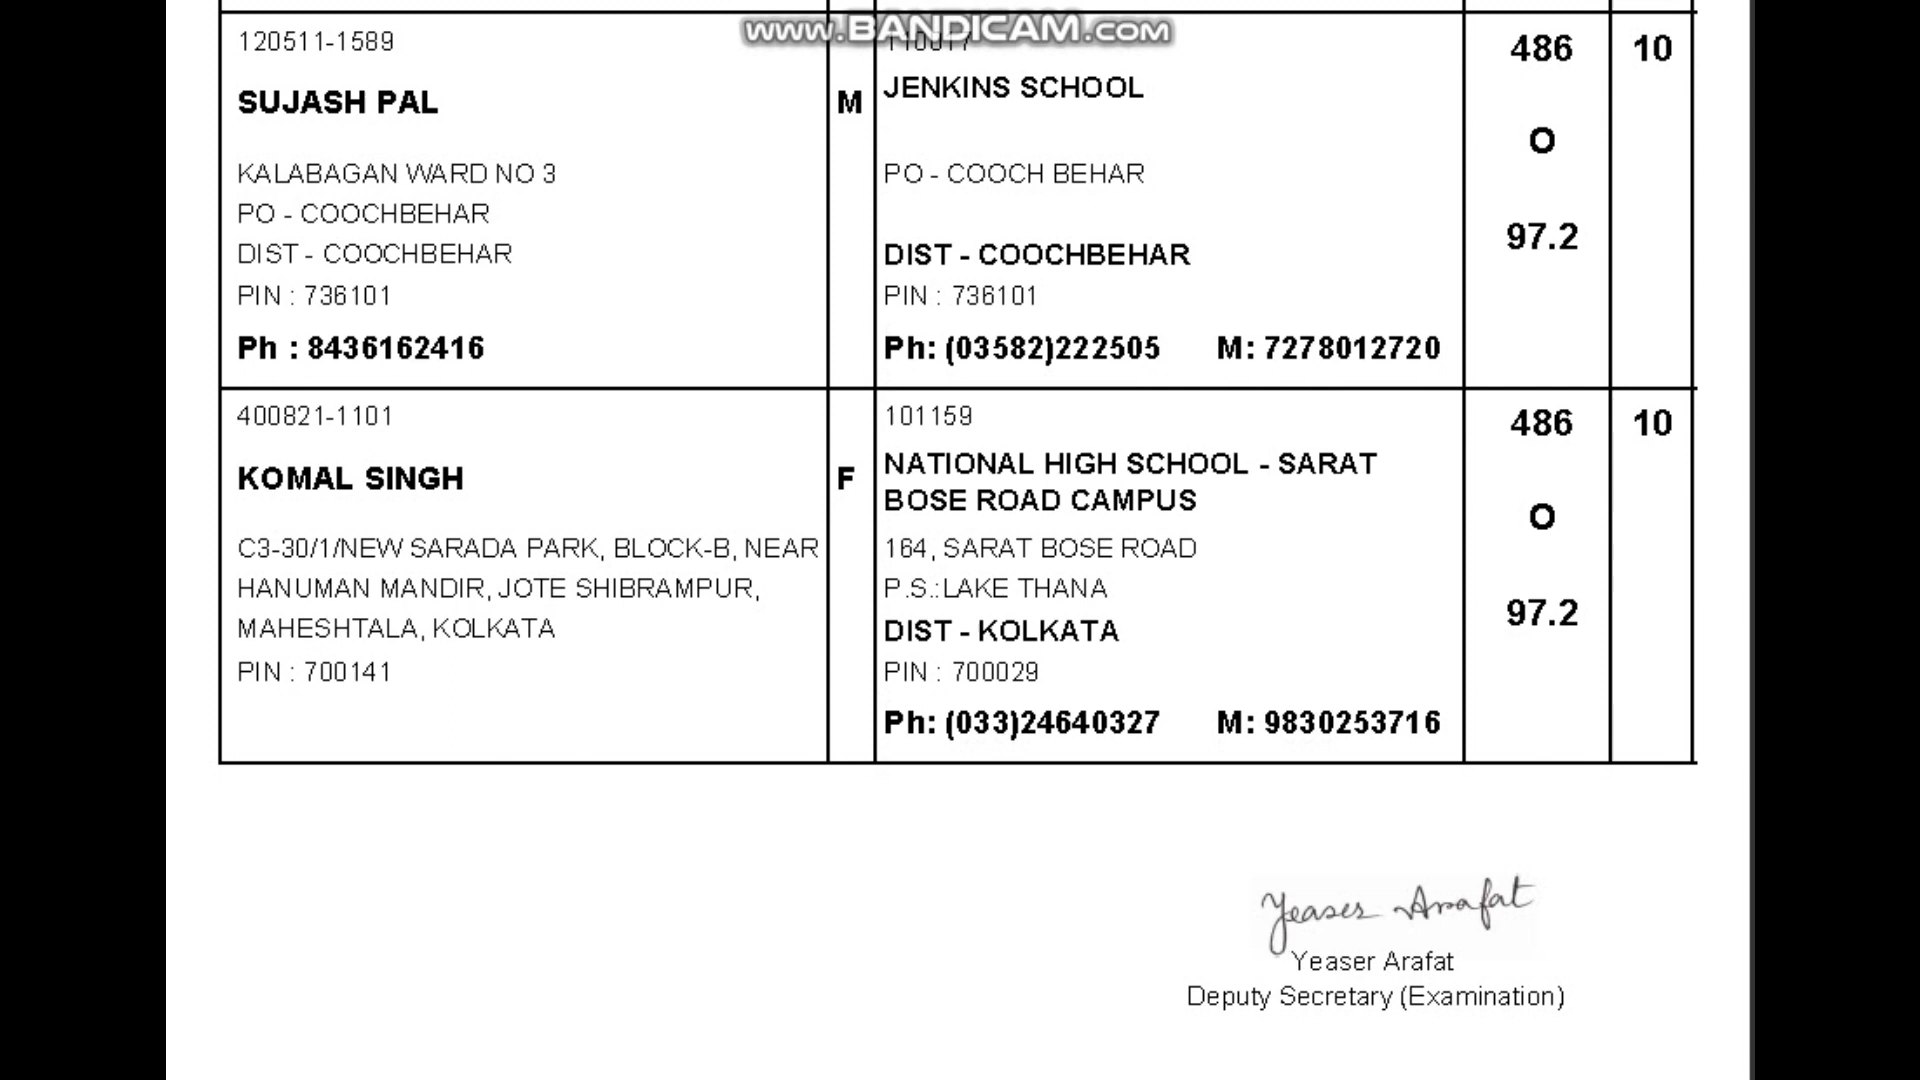 www.BANDICAM.com
120511-1589
SUJASH PAL
KALABAGAN WARD NO 3
PO - COOCHBEHAR
DIST - COOCHBEHAR
PIN : 736101
Ph : 8436162416
M
JENKINS SCHOOL
PO - COOCH BEHAR
DIST - COOCHBEHAR
PIN : 736101
Ph: (03582)222505 M: 7278012720
486
O
97.2
10
400821-1101
KOMAL SINGH
C3-30/1/NEW SARADA PARK, BLOCK-B, NEAR
HANUMAN MANDIR, JOTE SHIBRAMPUR,
MAHESHTALA, KOLKATA
PIN : 700141
F
101159
NATIONAL HIGH SCHOOL - SARAT
BOSE ROAD CAMPUS
164, SARAT BOSE ROAD
P.S.:LAKE THANA
DIST - KOLKATA
PIN : 700029
Ph: (033)24640327 M: 9830253716
486
O
97.2
10
Yeaser Arafat
Yeaser Arafat
Deputy Secretary (Examination)